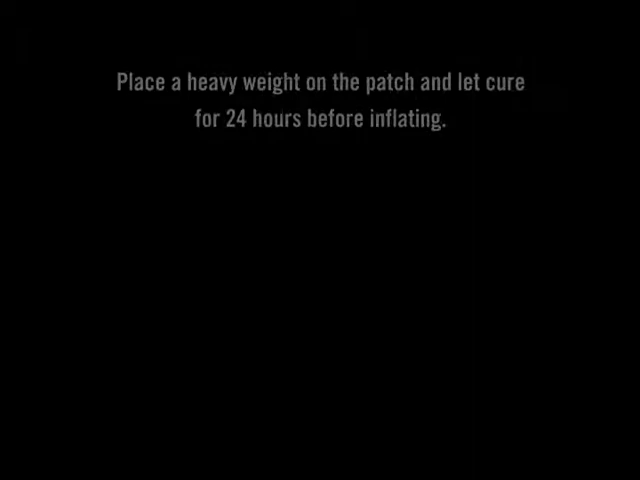 Place a heavy weight on the patch and let cure
for 24 hours before inflating.